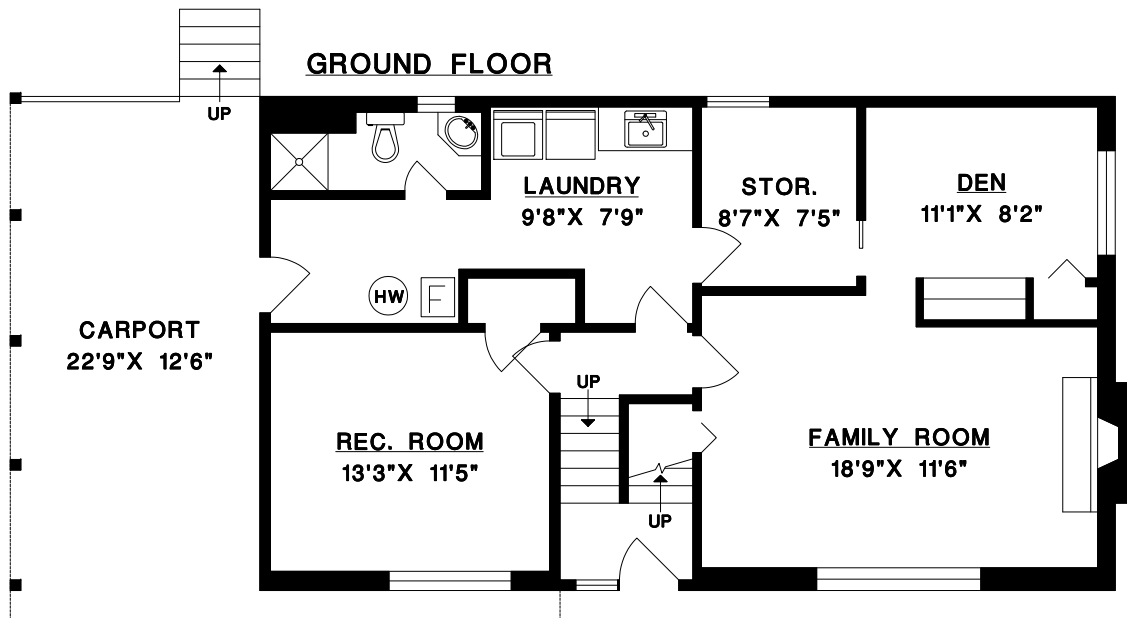 GROUND FLOOR
UP
LAUNDRY
9'8"X 7'9"
STOR.
8'7"X 7'5"
DEN
11'1"X 8'2"
HW
F
CARPORT
22'9"X 12'6"
UP
REC. ROOM
13'3"X 11'5"
FAMILY ROOM
18'9"X 11'6"
UP